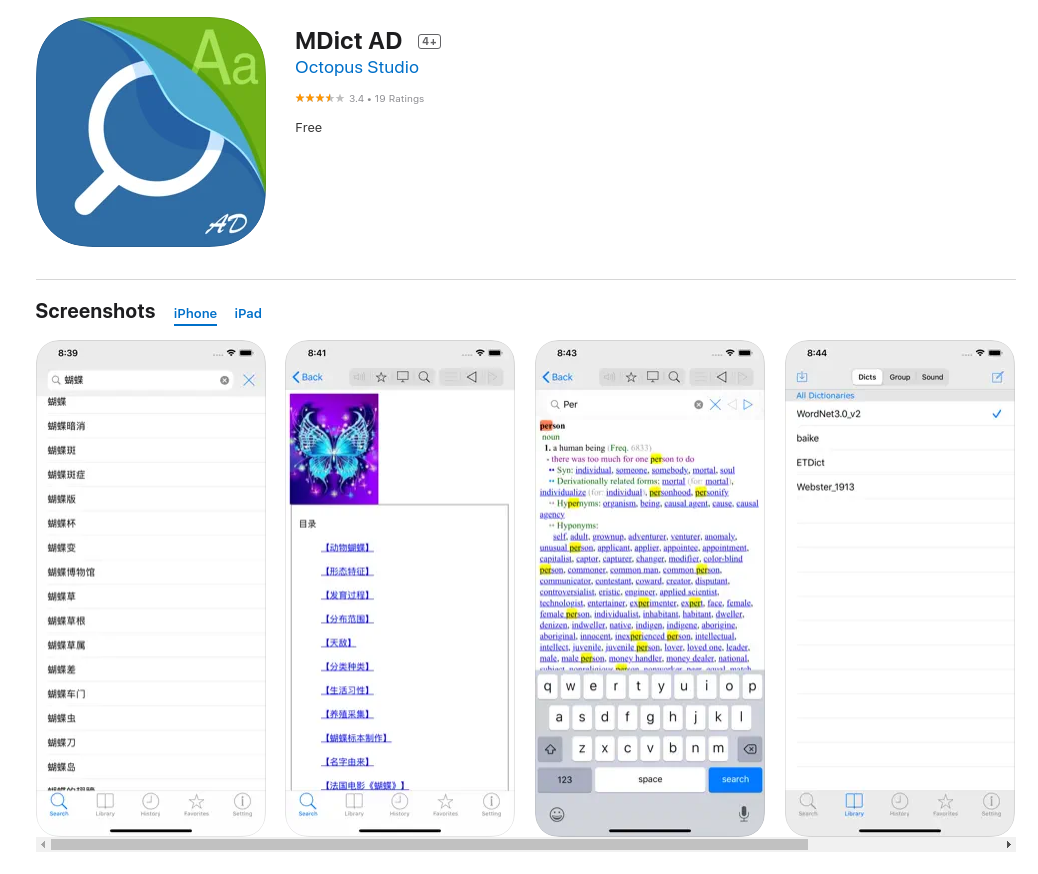 Aa
AD
MDict AD 4+
Octopus Studio
3.4 • 19 Ratings
Free
Screenshots iPhone iPad
8:39
蝴蝶
蝴蝶
蝴蝶暗消
蝴蝶斑
蝴蝶斑症
蝴蝶版
蝴蝶杯
蝴蝶变
蝴蝶博物馆
蝴蝶草
蝴蝶草根
蝴蝶草属
蝴蝶差
蝴蝶车门
蝴蝶虫
蝴蝶刀
蝴蝶岛
Search Library History Favorites Setting
8:41
Back
目录
【动物蝴蝶】
【形态特征】
【发育过程】
【分布范围】
【天敌】
【分类种类】
【生活习性】
【养殖采集】
【蝴蝶标本制作】
【名字由来】
【法国电影《蝴蝶》】
Search Library History Favorites Setting
8:43
Back
Per
person
noun
1. a human being (Freq. 6833)
- there was too much for one person to do
•• Syn: individual, someone, somebody, mortal, soul
•• Derivationally related forms: mortal (for: mortal),
individualize (for: individual), personhood, personify
•• Hypernyms: organism, being, causal agent, cause, causal
agency
•• Hyponyms:
self, adult, grownup, adventurer, venturer, anomaly,
unusual person, applicant, applier, appointee, appointment,
capitalist, captor, capturer, changer, modifier, color-blind
person, commoner, common man, common person,
communicator, contestant, coward, creator, disputant,
controversialist, eristic, engineer, applied scientist,
technologist, entertainer, experimenter, expert, face, female,
female person, individualist, inhabitant, habitant, dweller,
denizen, indweller, native, indigen, indigene, aborigine,
aboriginal, innocent, inexperienced person, intellectual,
intellect, juvenile, juvenile person, lover, loved one, leader,
male, male person, money handler, money dealer, national,
subject, nonreligious person, nonworker, peer, equal, match
q w e r t y u i o p
a s d f g h j k l
z x c v b n m
123 space search
8:44
Dicts Group Sound
All Dictionaries
WordNet3.0_v2
baike
ETDict
Webster_1913
Search Library History Favorites Setting